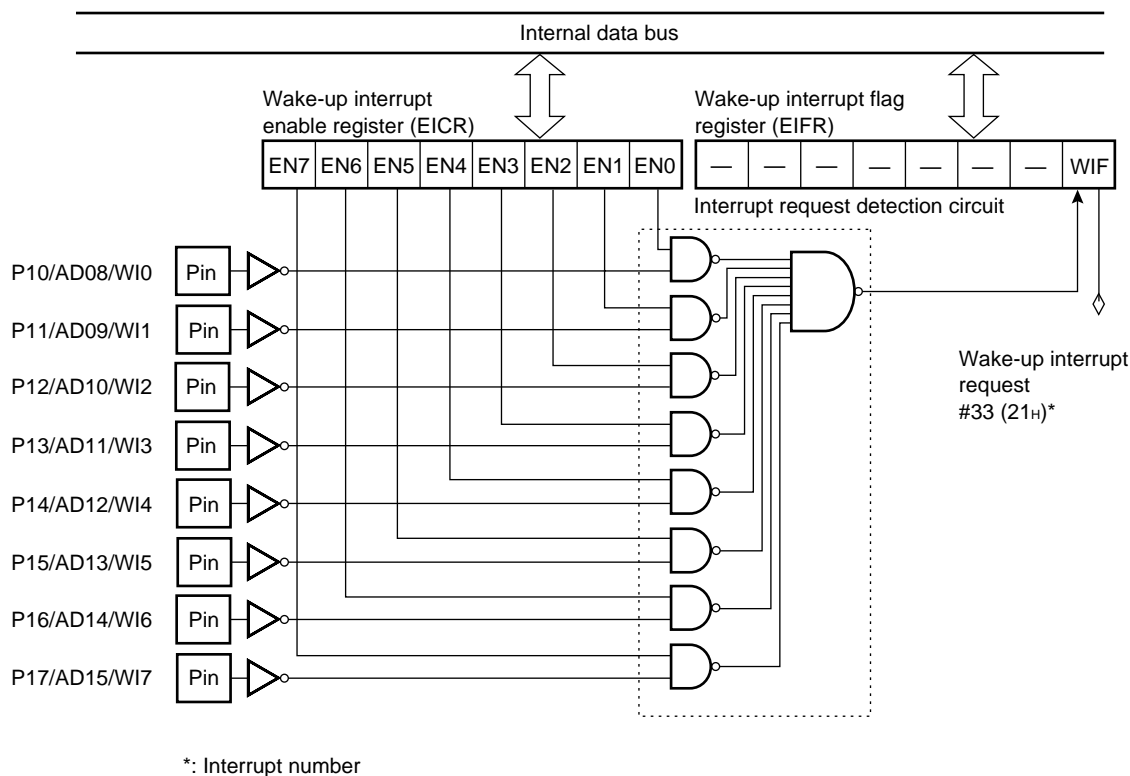 Internal data bus
Wake-up interrupt
enable register (EICR)
Wake-up interrupt flag
register (EIFR)
EN7 EN6 EN5 EN4 EN3 EN2 EN1 EN0
— — — — — — — WIF
Interrupt request detection circuit
P10/AD08/WI0 Pin
P11/AD09/WI1 Pin
P12/AD10/WI2 Pin
P13/AD11/WI3 Pin
P14/AD12/WI4 Pin
P15/AD13/WI5 Pin
P16/AD14/WI6 Pin
P17/AD15/WI7 Pin
Wake-up interrupt
request
#33 (21H)*
*: Interrupt number